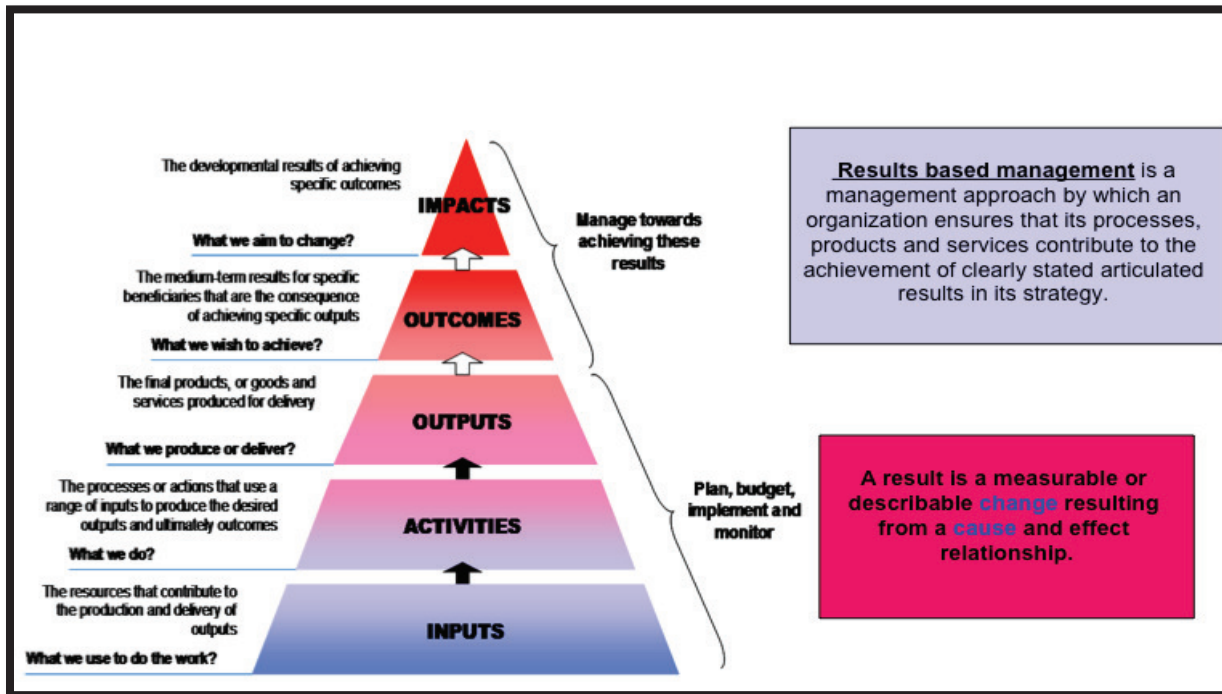 The developmental results of achieving
specific outcomes
IMPACTS
What we aim to change?
The medium-term results for specific
beneficiaries that are the consequence
of achieving specific outputs
OUTCOMES
What we wish to achieve?
The final products, or goods and
services produced for delivery
OUTPUTS
What we produce or deliver?
The processes or actions that use a
range of inputs to produce the desired
outputs and ultimately outcomes
ACTIVITIES
What we do?
The resources that contribute to
the production and delivery of
outputs
INPUTS
What we use to do the work?
Manage towards
achieving these
results
Plan, budget,
implement and
monitor
Results based management is a
management approach by which an
organization ensures that its processes,
products and services contribute to the
achievement of clearly stated articulated
results in its strategy.
A result is a measurable or
describable change resulting
from a cause and effect
relationship.